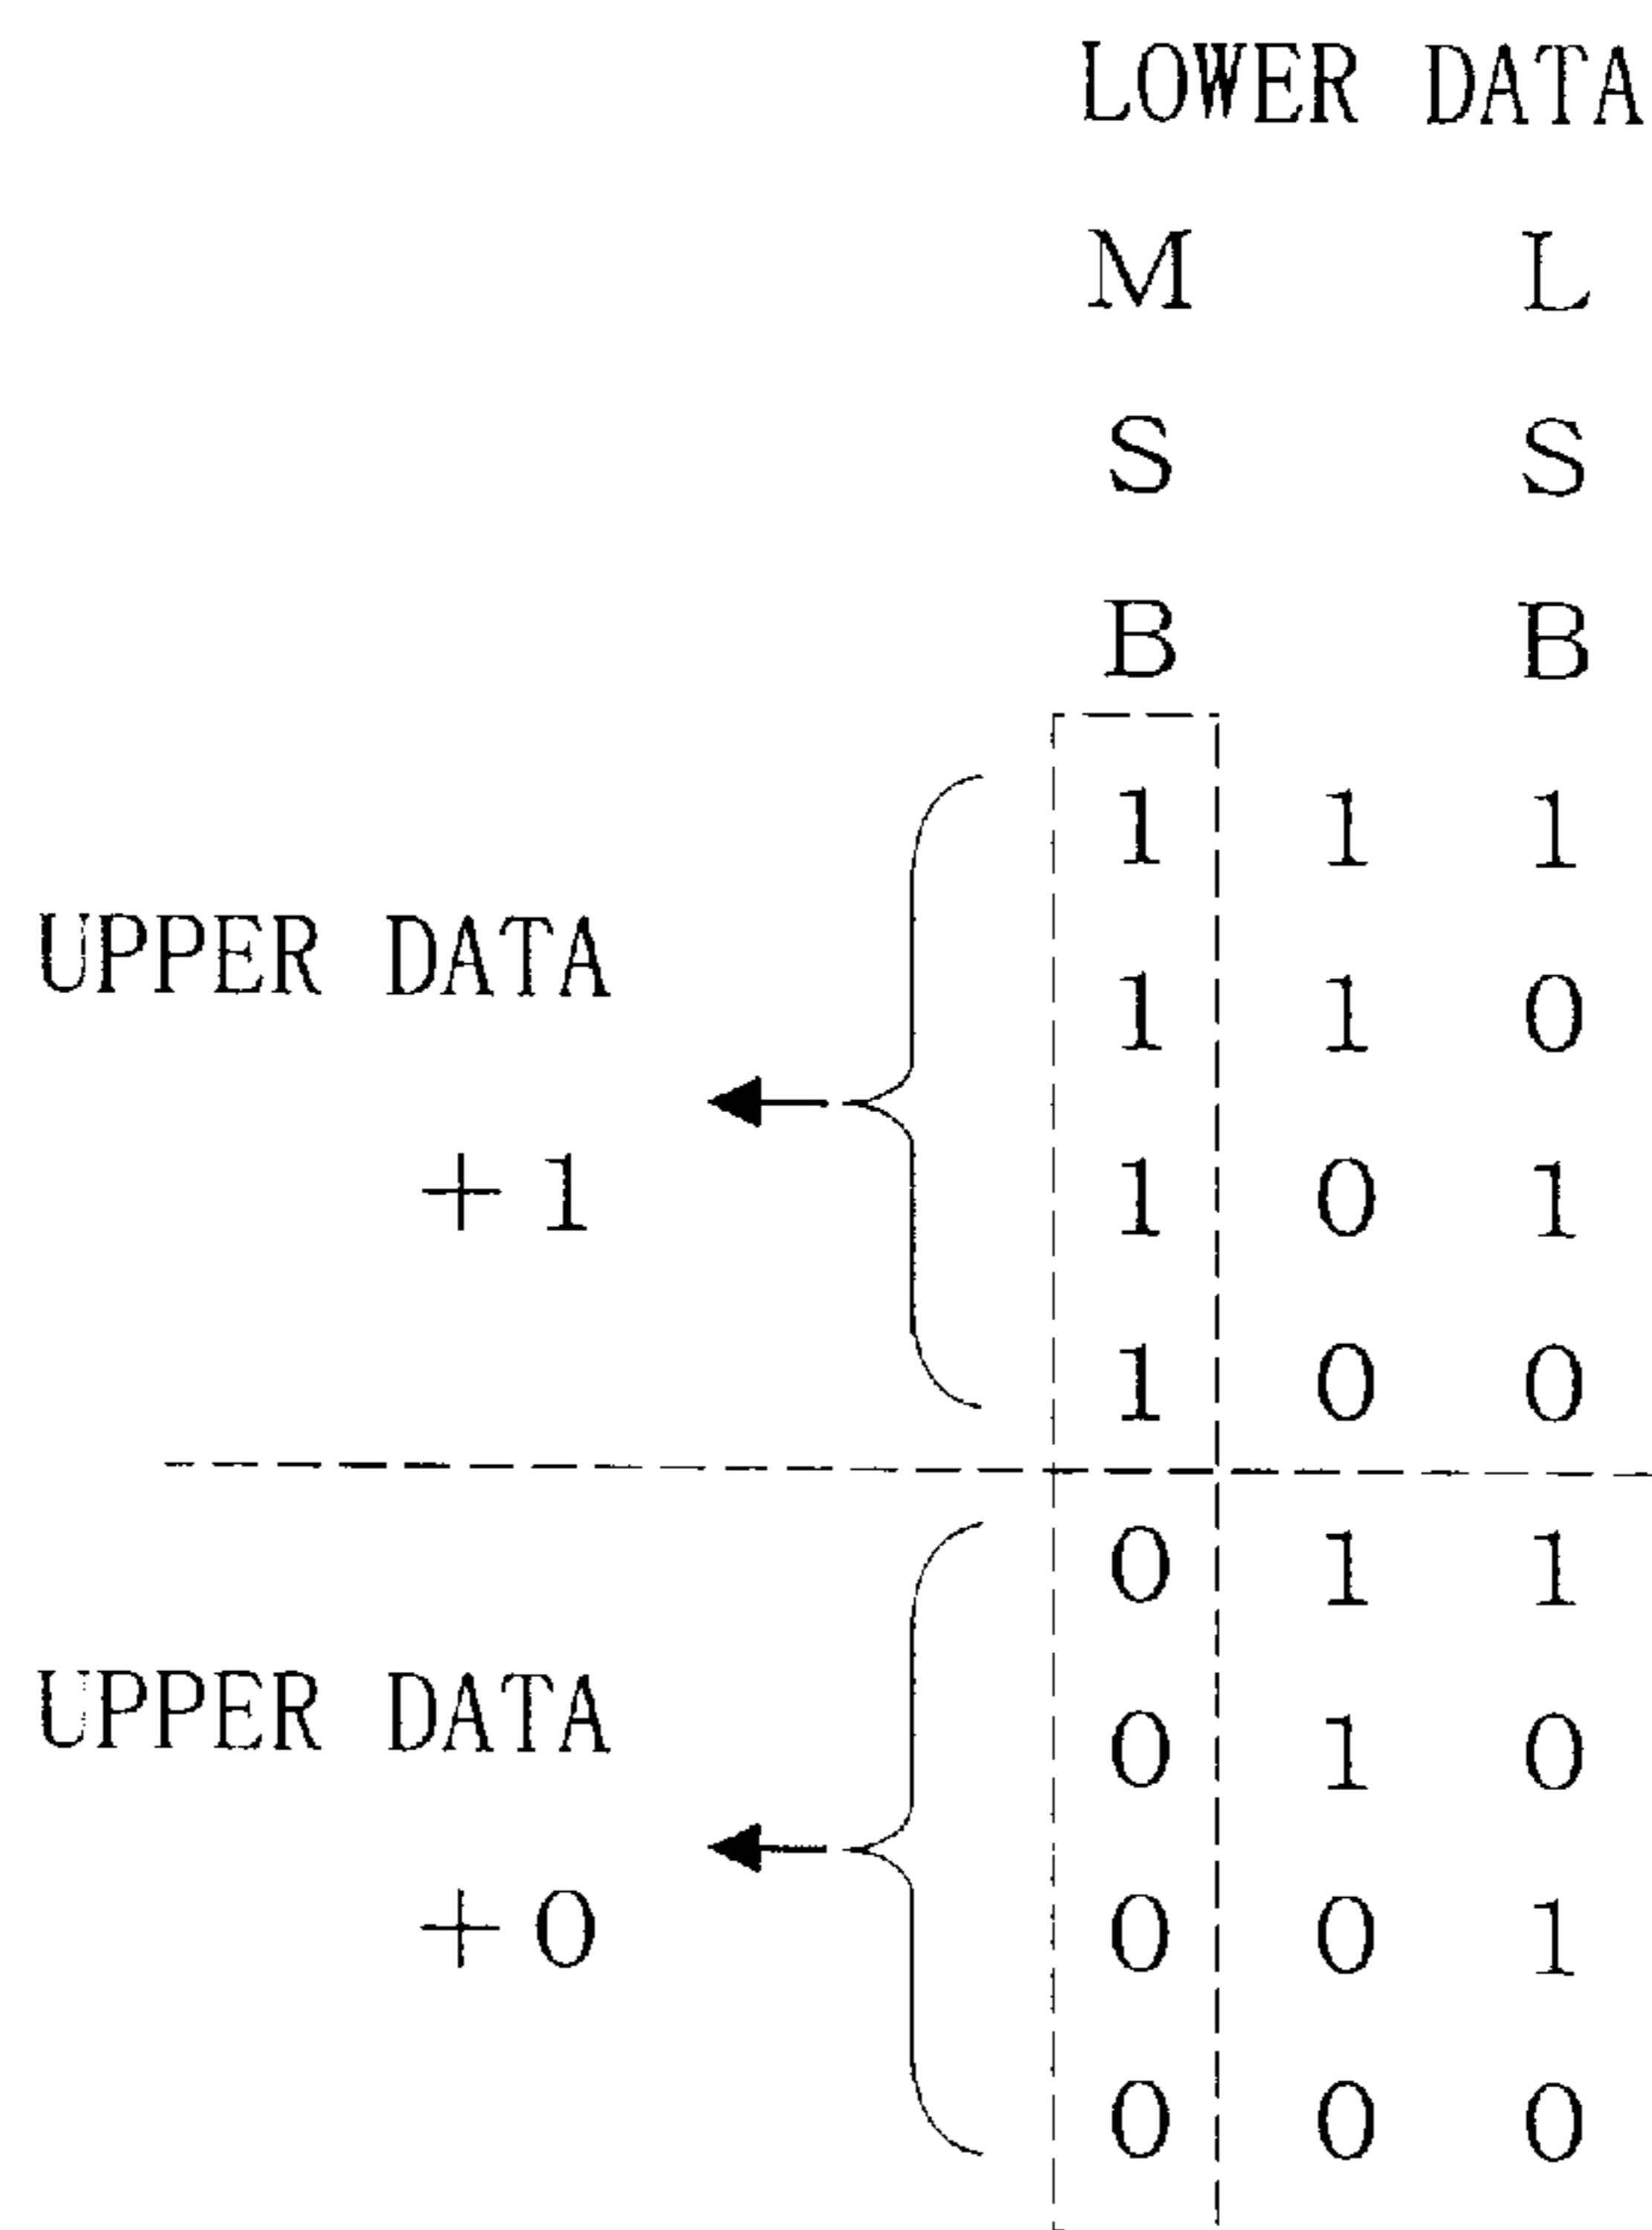 LOWER DATA
M L
S S
B B
1 1 1
UPPER DATA
1 1 0
+1
1 0 1
1 0 0
0 1 1
UPPER DATA
0 1 0
+0
0 0 1
0 0 0